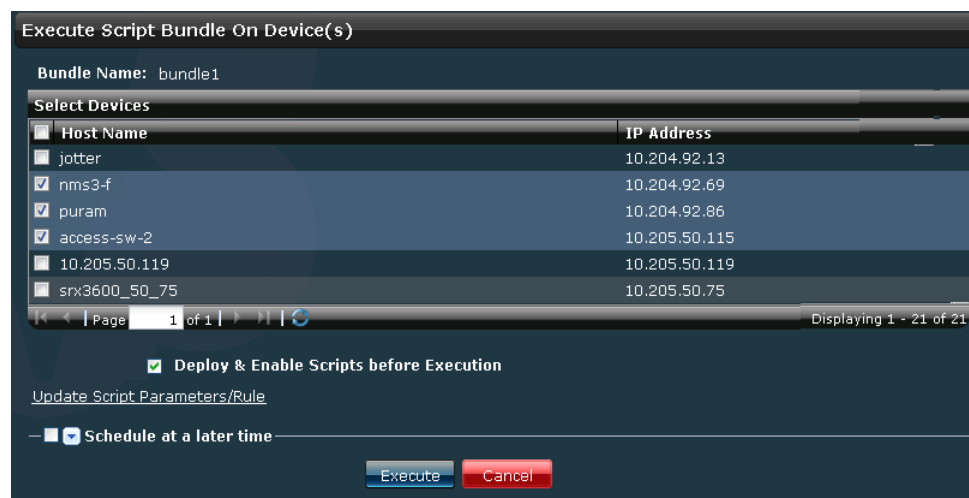 Execute Script Bundle On Device(s)
Bundle Name: bundle1
Select Devices
Host Name IP Address
jotter 10.204.92.13
nms3-f 10.204.92.69
puram 10.204.92.86
access-sw-2 10.205.50.115
10.205.50.119 10.205.50.119
srx3600_50_75 10.205.50.75
Page 1 of 1 Displaying 1 - 21 of 21
Deploy & Enable Scripts before Execution
Update Script Parameters/Rule
Schedule at a later time
Execute Cancel